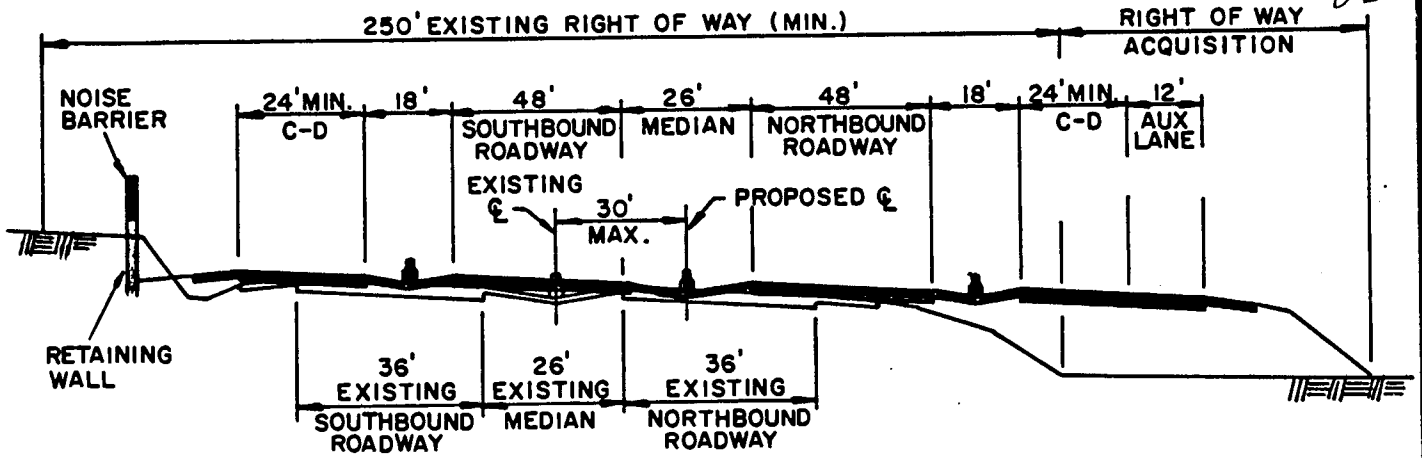 250' EXISTING RIGHT OF WAY (MIN.)
RIGHT OF WAY
ACQUISITION
NOISE
BARRIER
24' MIN.
C-D
18'
48'
SOUTHBOUND
ROADWAY
26'
MEDIAN
48'
NORTHBOUND
ROADWAY
18'
24' MIN.
C-D
12'
AUX
LANE
EXISTING
℄
30'
MAX.
PROPOSED ℄
RETAINING
WALL
36'
EXISTING
SOUTHBOUND
ROADWAY
26'
EXISTING
MEDIAN
36'
EXISTING
NORTHBOUND
ROADWAY